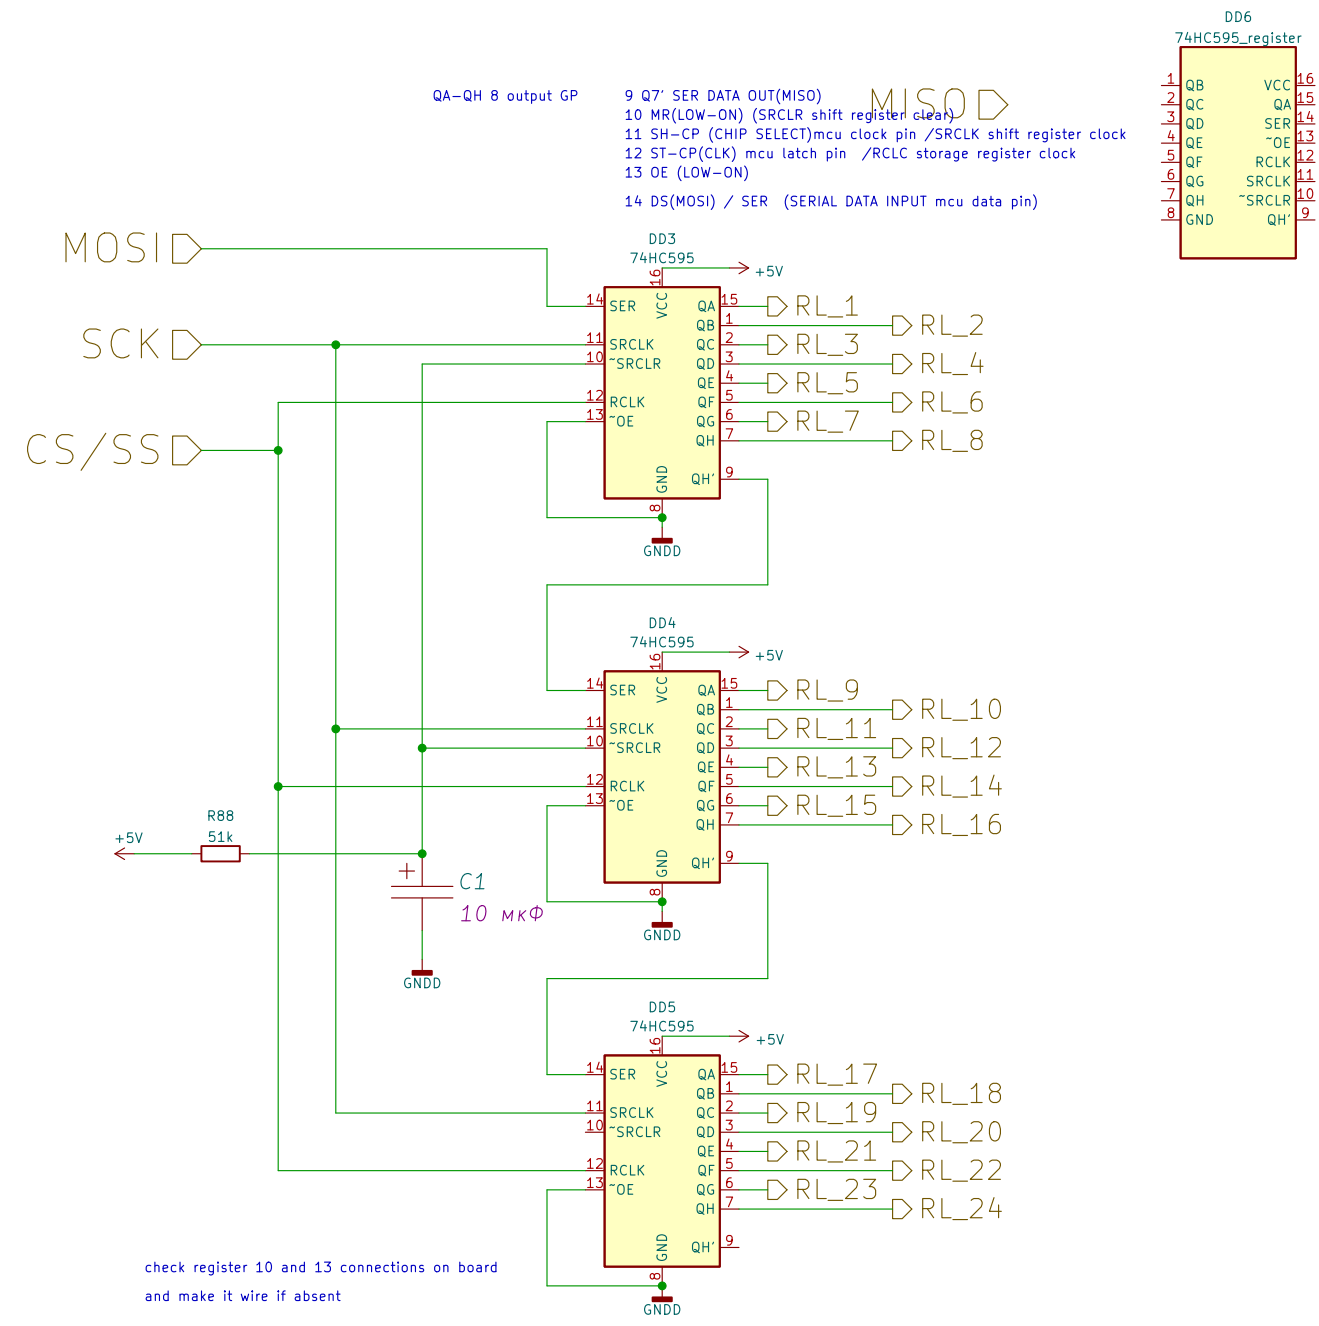 DD6
74HC595_register
1 QB VCC 16
2 QC QA 15
3 QD SER 14
4 QE ~OE 13
5 QF RCLK 12
6 QG SRCLK 11
7 QH ~SRCLR 10
8 GND QH' 9
QA-QH 8 output GP
9 Q7' SER DATA OUT(MISO)
10 MR(LOW-ON) (SRCLR shift register clear)
11 SH-CP (CHIP SELECT)mcu clock pin /SRCLK shift register clock
12 ST-CP(CLK) mcu latch pin /RCLC storage register clock
13 OE (LOW-ON)
14 DS(MOSI) / SER (SERIAL DATA INPUT mcu data pin)
MISO
MOSI
SCK
CS/SS
DD3
74HC595
+5V
16
VCC
14 SER QA 15 RL_1
QB 1 RL_2
11 SRCLK QC 2 RL_3
10 ~SRCLR QD 3 RL_4
QE 4 RL_5
12 RCLK QF 5 RL_6
13 ~OE QG 6 RL_7
QH 7 RL_8
QH' 9
GND
8
GNDD
DD4
74HC595
+5V
16
VCC
14 SER QA 15 RL_9
QB 1 RL_10
11 SRCLK QC 2 RL_11
10 ~SRCLR QD 3 RL_12
QE 4 RL_13
12 RCLK QF 5 RL_14
13 ~OE QG 6 RL_15
QH 7 RL_16
QH' 9
GND
8
GNDD
R88
51k
+5V
+
C1
10 мкФ
GNDD
DD5
74HC595
+5V
16
VCC
14 SER QA 15 RL_17
QB 1 RL_18
11 SRCLK QC 2 RL_19
10 ~SRCLR QD 3 RL_20
QE 4 RL_21
12 RCLK QF 5 RL_22
13 ~OE QG 6 RL_23
QH 7 RL_24
QH' 9
GND
8
GNDD
check register 10 and 13 connections on board
and make it wire if absent